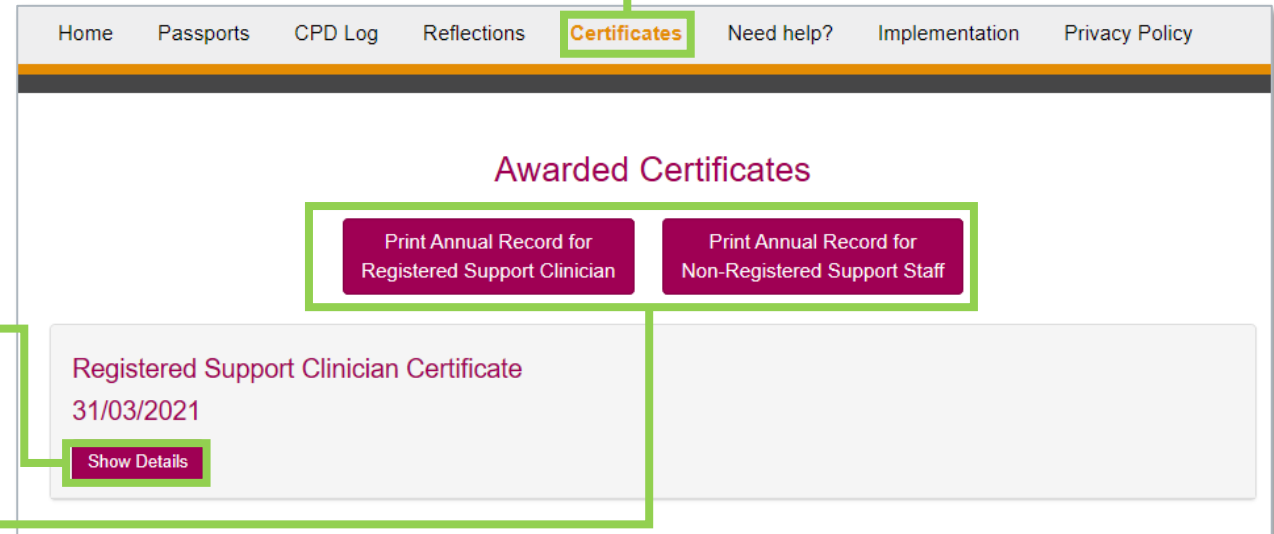 Home Passports CPD Log Reflections Certificates Need help? Implementation Privacy Policy
Awarded Certificates
Print Annual Record for
Registered Support Clinician
Print Annual Record for
Non-Registered Support Staff
Registered Support Clinician Certificate
31/03/2021
Show Details